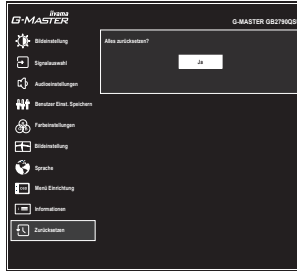 iiyama
G-MASTER
G-MASTER GB2790QS
Bildeinstellung
Alles zurücksetzen?
Signalauswahl
Ja
Audioeinstellungen
Benutzer Einst. Speichern
Farbeinstellungen
Bildeinstellung
Sprache
Menü Einrichtung
Informationen
Zurücksetzen